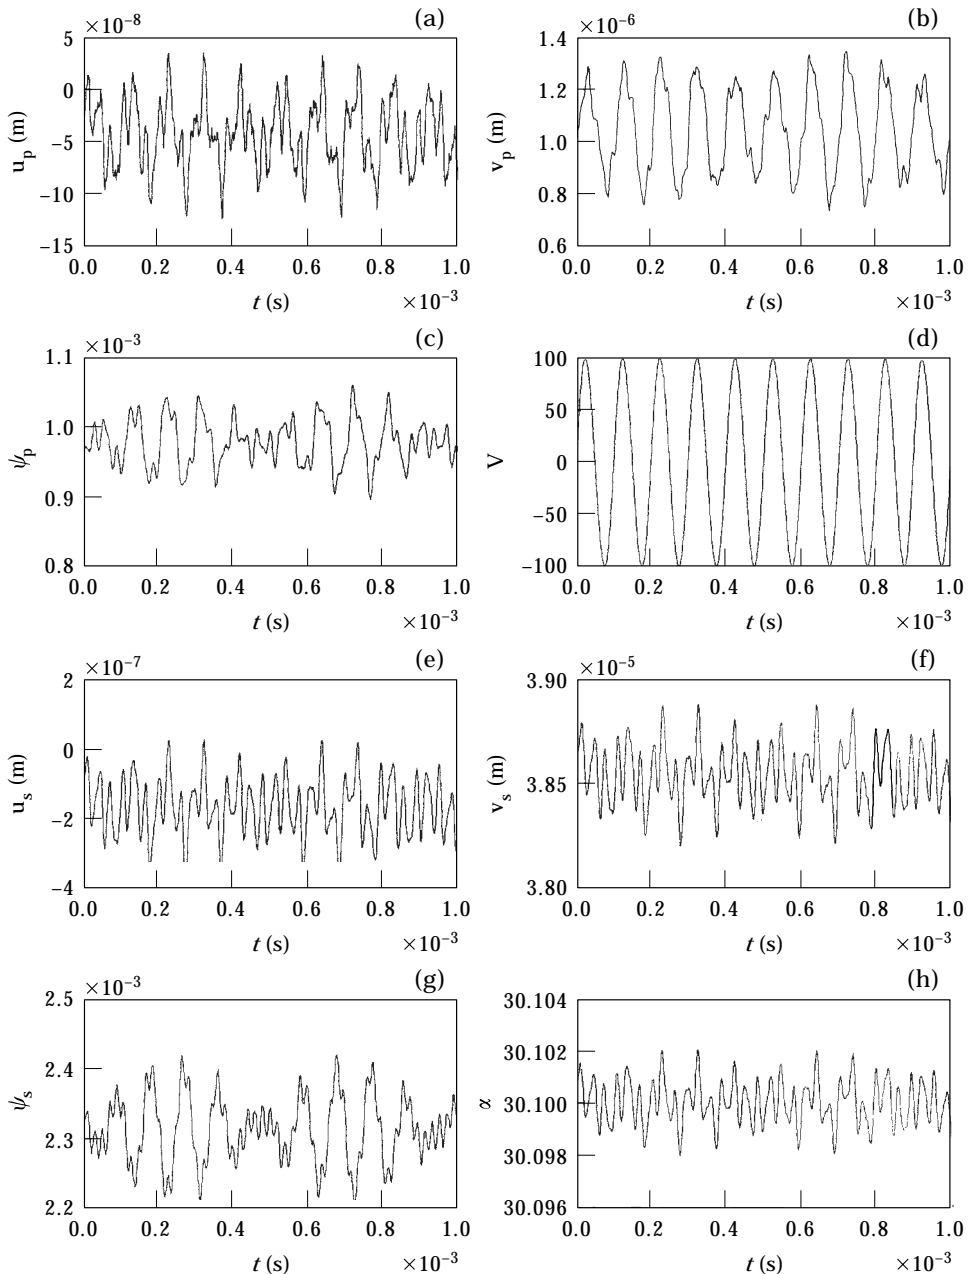 ×10⁻⁸ (a)
5
0
−5
−10
−15
u_p (m)
0.0 0.2 0.4 0.6 0.8 1.0
t (s) ×10⁻³
×10⁻⁶ (b)
1.4
1.2
1.0
0.8
0.6
v_p (m)
0.0 0.2 0.4 0.6 0.8 1.0
t (s) ×10⁻³
×10⁻³ (c)
1.1
1.0
0.9
0.8
ψ_p
0.0 0.2 0.4 0.6 0.8 1.0
t (s) ×10⁻³
(d)
100
50
0
−50
−100
V
0.0 0.2 0.4 0.6 0.8 1.0
t (s) ×10⁻³
×10⁻⁷ (e)
2
0
−2
−4
u_s (m)
0.0 0.2 0.4 0.6 0.8 1.0
t (s) ×10⁻³
×10⁻⁵ (f)
3.90
3.85
3.80
v_s (m)
0.0 0.2 0.4 0.6 0.8 1.0
t (s) ×10⁻³
×10⁻³ (g)
2.5
2.4
2.3
2.2
ψ_s
0.0 0.2 0.4 0.6 0.8 1.0
t (s) ×10⁻³
(h)
30.104
30.102
30.100
30.098
30.096
α
0.0 0.2 0.4 0.6 0.8 1.0
t (s) ×10⁻³